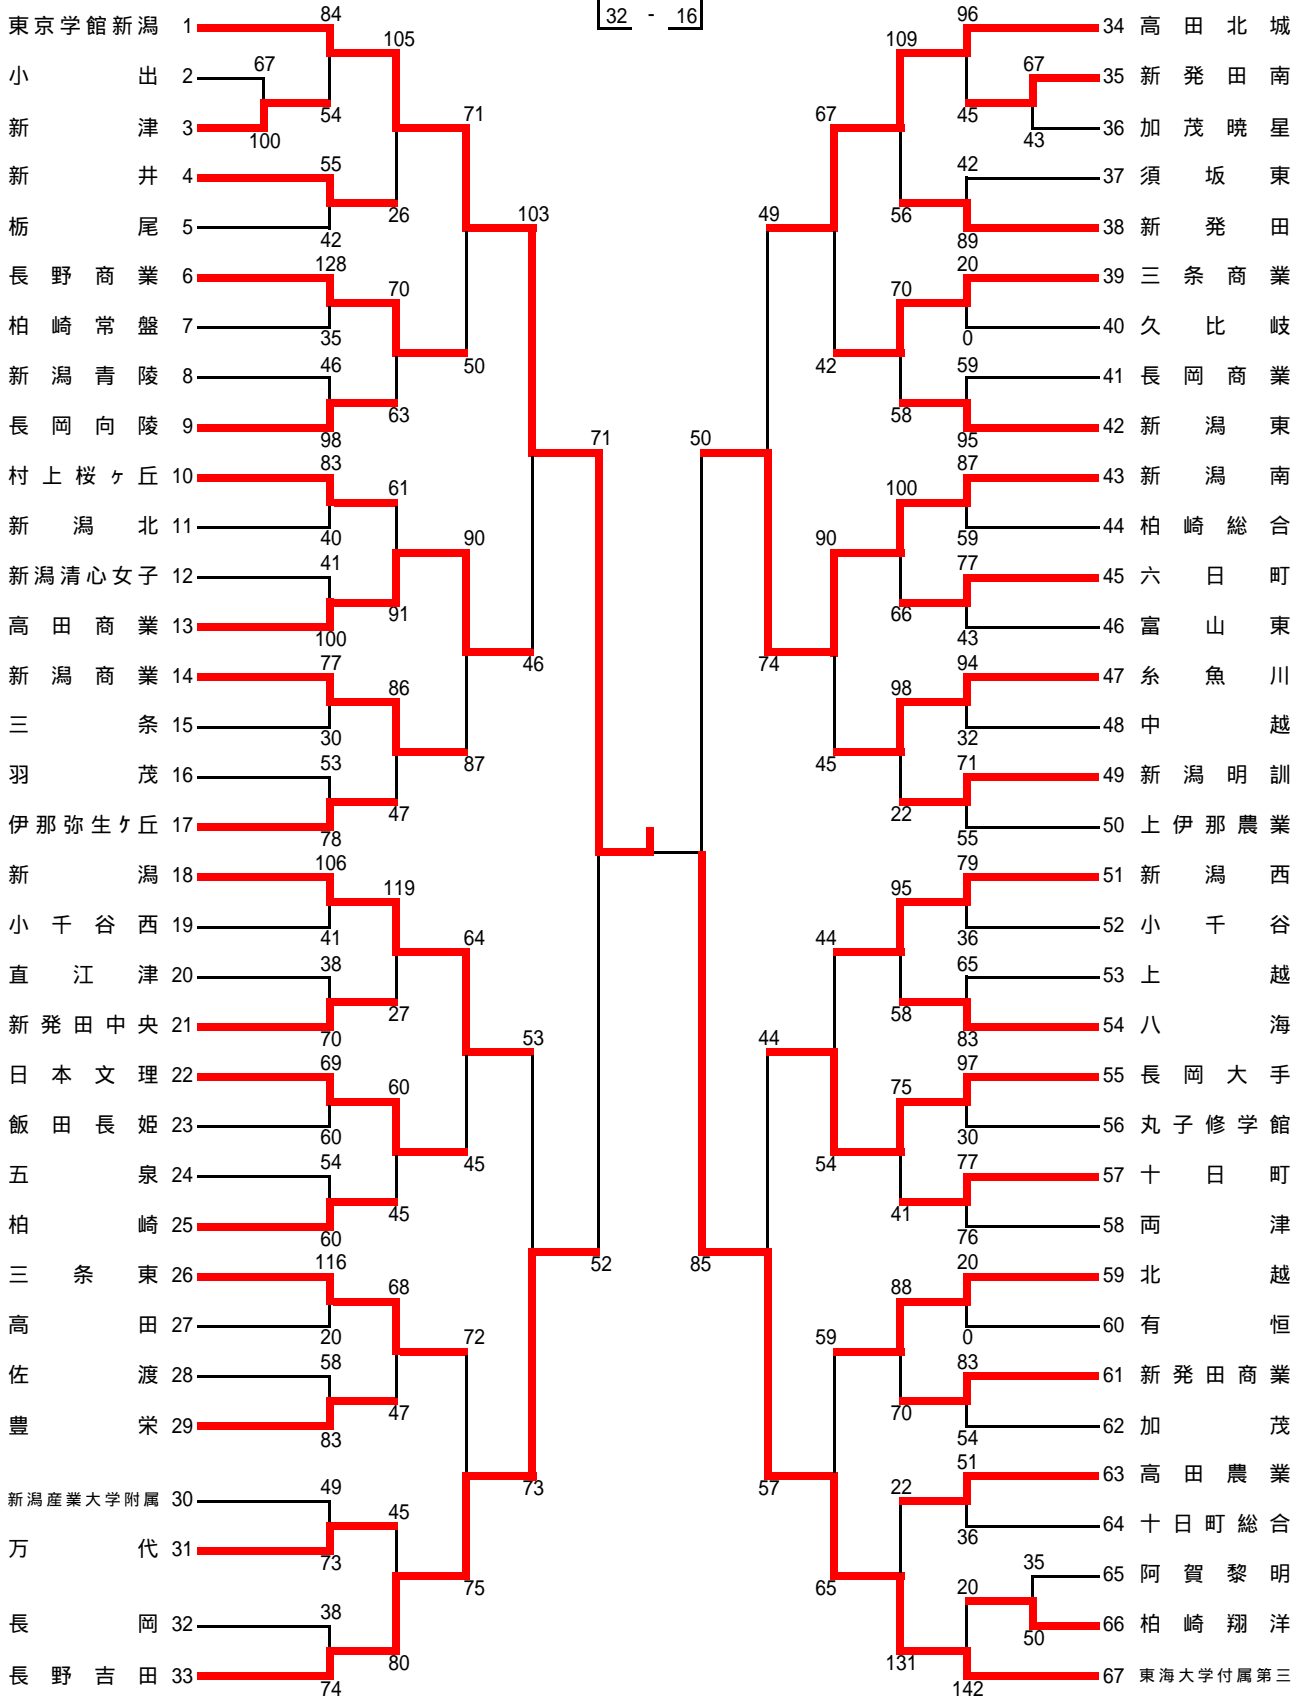 32 - 16
東京学館新潟 1
小出 2
新津 3
新井 4
栃尾 5
長野商業 6
柏崎常盤 7
新潟青陵 8
長岡向陵 9
村上桜ヶ丘 10
新潟北 11
新潟清心女子 12
高田商業 13
新潟商業 14
三条 15
羽茂 16
伊那弥生ケ丘 17
新潟 18
小千谷西 19
直江津 20
新発田中央 21
日本文理 22
飯田長姫 23
五泉 24
柏崎 25
三条東 26
高田 27
佐渡 28
豊栄 29
新潟産業大学附属 30
万代 31
長岡 32
長野吉田 33
84
67
100
54
55
42
128
35
46
98
83
40
41
100
77
30
53
78
106
41
38
70
69
60
54
60
116
20
58
83
49
73
38
74
105
26
70
63
61
91
86
47
119
27
60
45
68
47
45
80
71
50
90
87
64
45
72
75
103
46
53
73
71
52
50
85
49
74
44
57
67
42
90
45
44
54
59
65
109
56
70
58
100
66
98
22
95
58
75
41
88
70
22
131
96
67
43
45
42
89
20
0
59
95
87
59
77
43
94
32
71
55
79
36
65
83
97
30
77
76
20
0
83
54
51
36
35
50
20
142
34 高田北城
35 新発田南
36 加茂暁星
37 須坂東
38 新発田
39 三条商業
40 久比岐
41 長岡商業
42 新潟東
43 新潟南
44 柏崎総合
45 六日町
46 富山東
47 糸魚川
48 中越
49 新潟明訓
50 上伊那農業
51 新潟西
52 小千谷
53 上越
54 八海
55 長岡大手
56 丸子修学館
57 十日町
58 両津
59 北越
60 有恒
61 新発田商業
62 加茂
63 高田農業
64 十日町総合
65 阿賀黎明
66 柏崎翔洋
67 東海大学付属第三